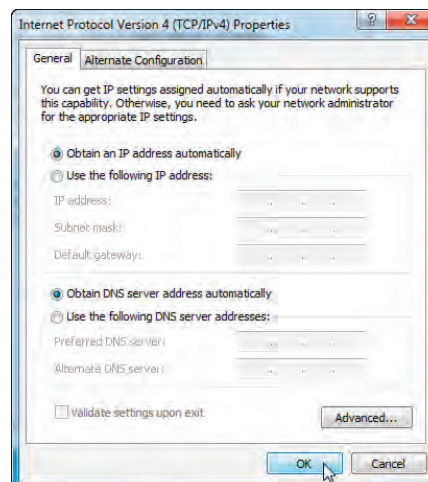 Internet Protocol Version 4 (TCP/IPv4) Properties
General
Alternate Configuration
You can get IP settings assigned automatically if your network supports
this capability. Otherwise, you need to ask your network administrator
for the appropriate IP settings.
Obtain an IP address automatically
Use the following IP address:
IP address:
Subnet mask:
Default gateway:
Obtain DNS server address automatically
Use the following DNS server addresses:
Preferred DNS server:
Alternate DNS server:
Validate settings upon exit
Advanced...
OK
Cancel